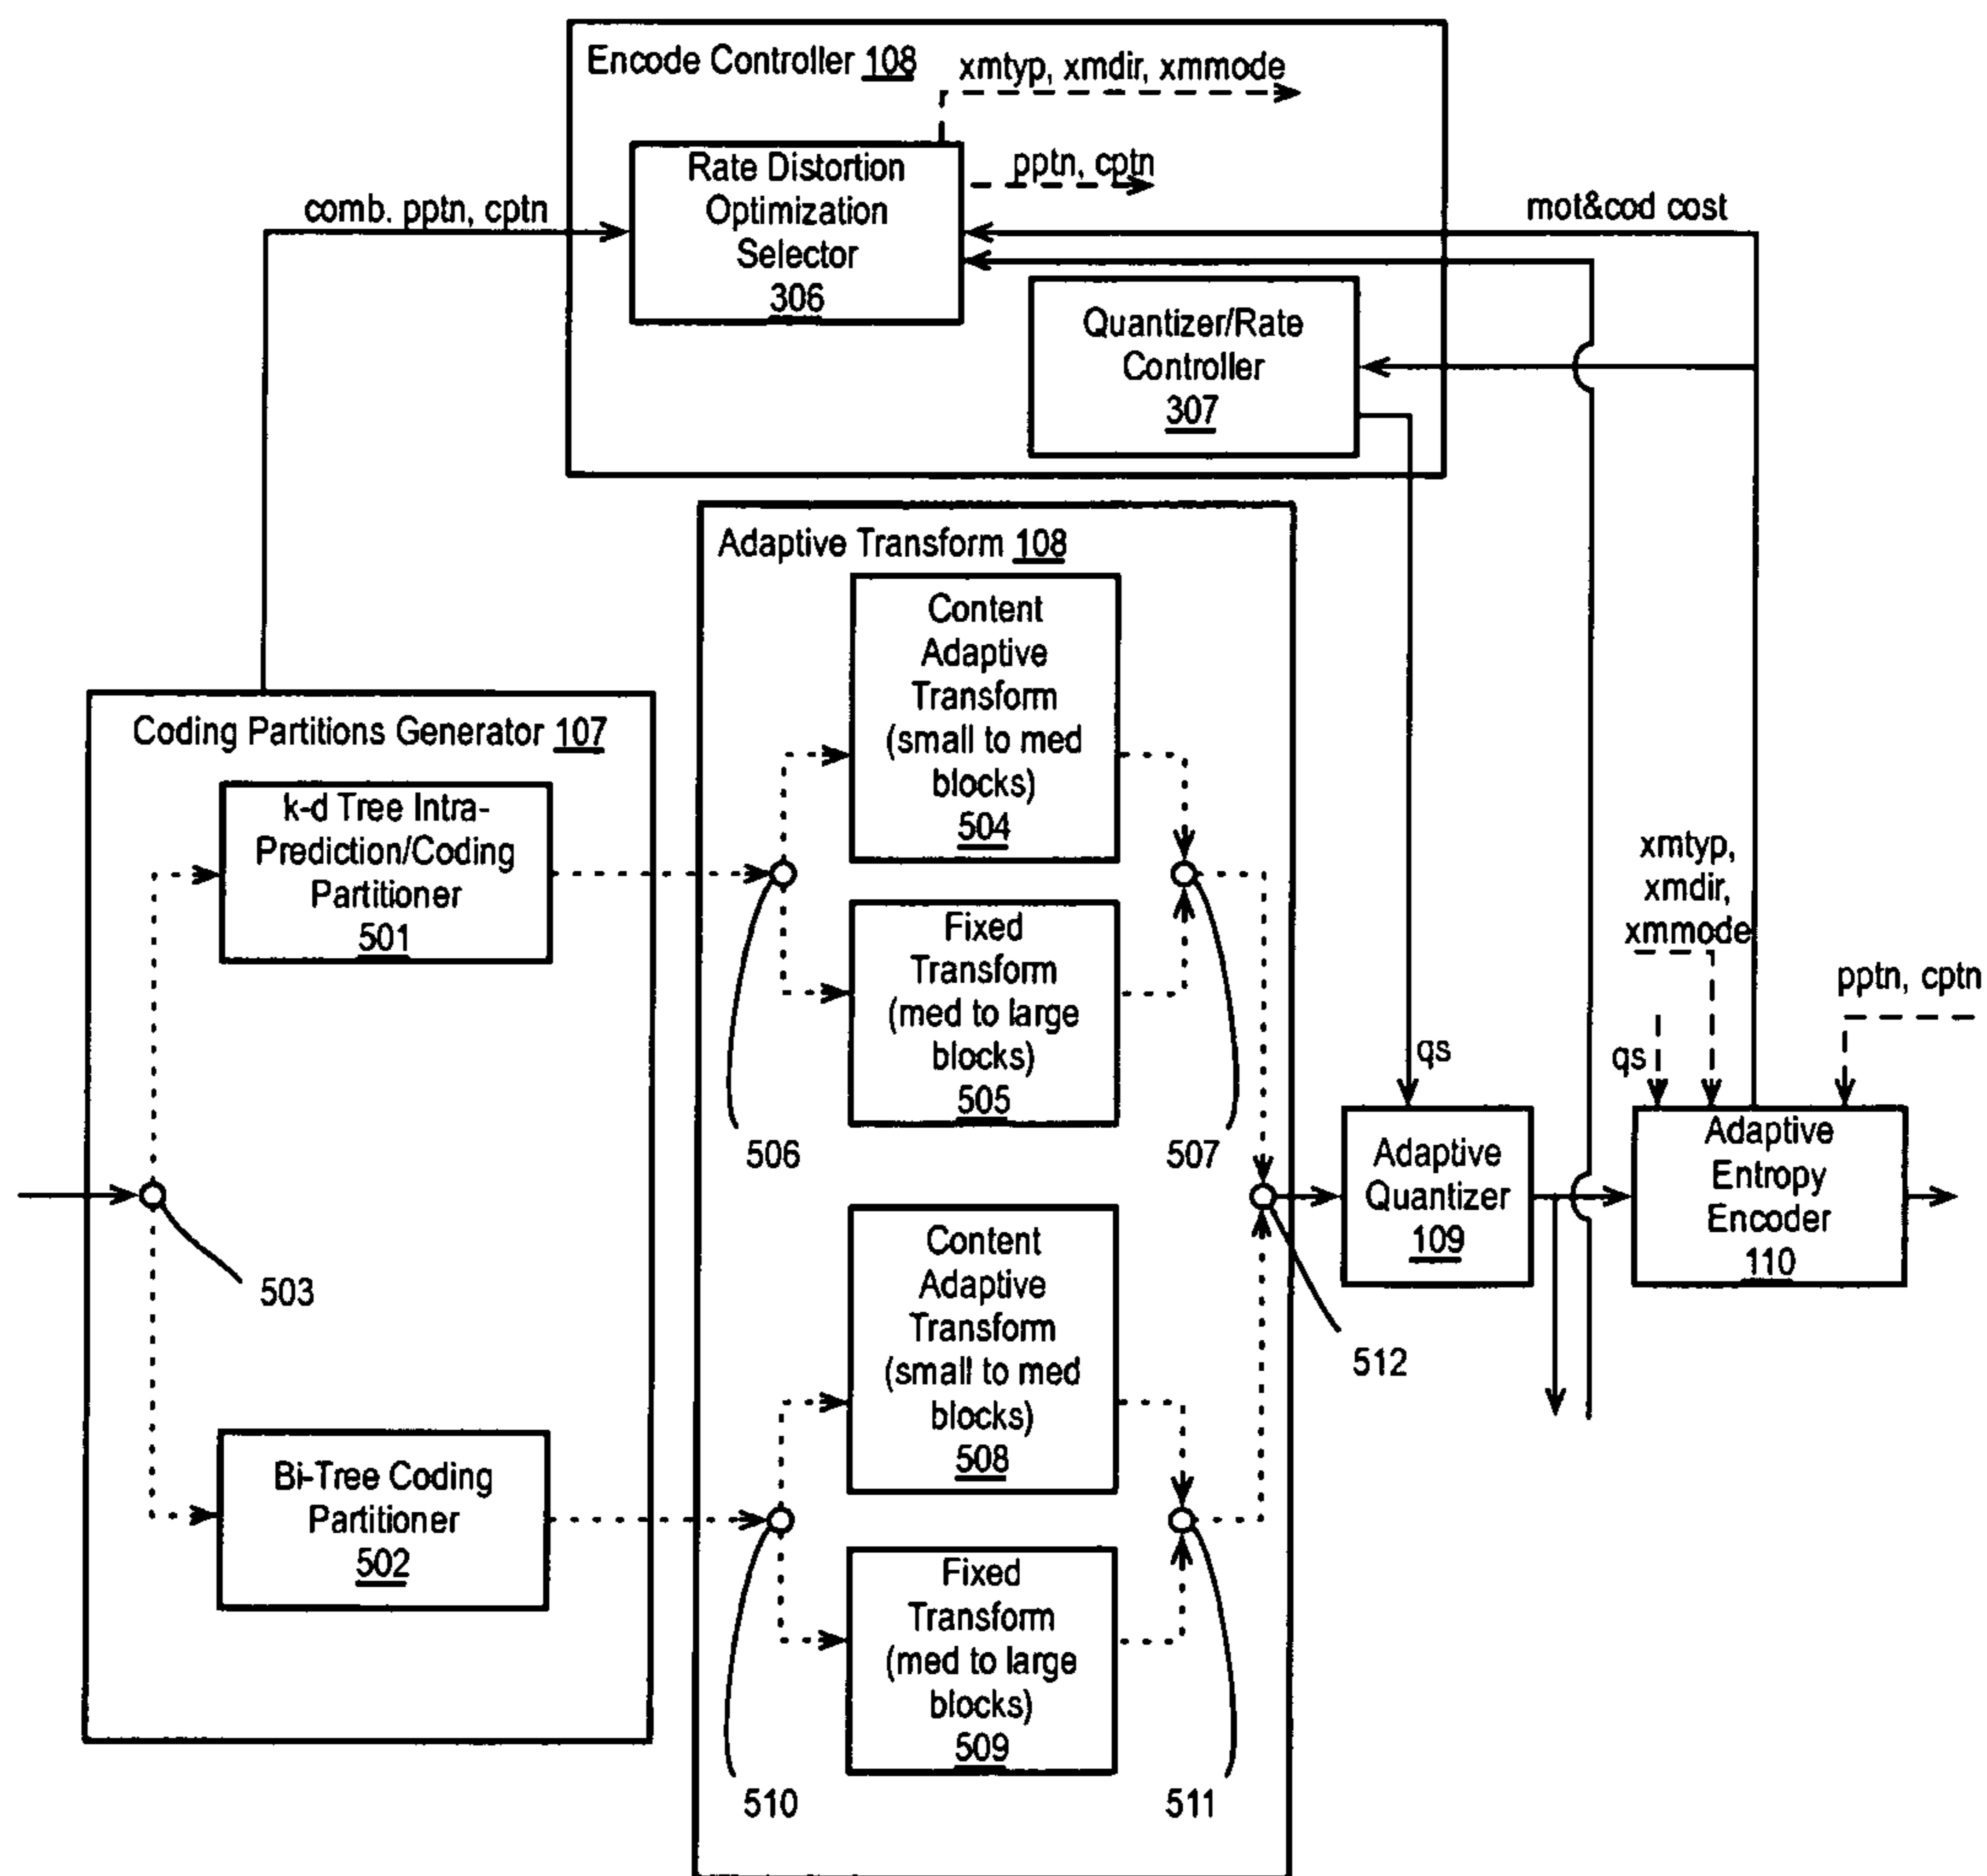 Encode Controller 108
xmtyp, xmdir, xmmode
Rate Distortion
Optimization
Selector
306
pptn, cptn
comb. pptn, cptn
mot&cod cost
Quantizer/Rate
Controller
307
Adaptive Transform 108
Content
Adaptive
Transform
(small to med
blocks)
504
Coding Partitions Generator 107
k-d Tree Intra-
Prediction/Coding
Partitioner
501
Fixed
Transform
(med to large
blocks)
505
506
507
xmtyp,
xmdir,
xmmode
pptn, cptn
qs
qs
503
Adaptive
Quantizer
109
Adaptive
Entropy
Encoder
110
512
Content
Adaptive
Transform
(small to med
blocks)
508
Bi-Tree Coding
Partitioner
502
Fixed
Transform
(med to large
blocks)
509
510
511